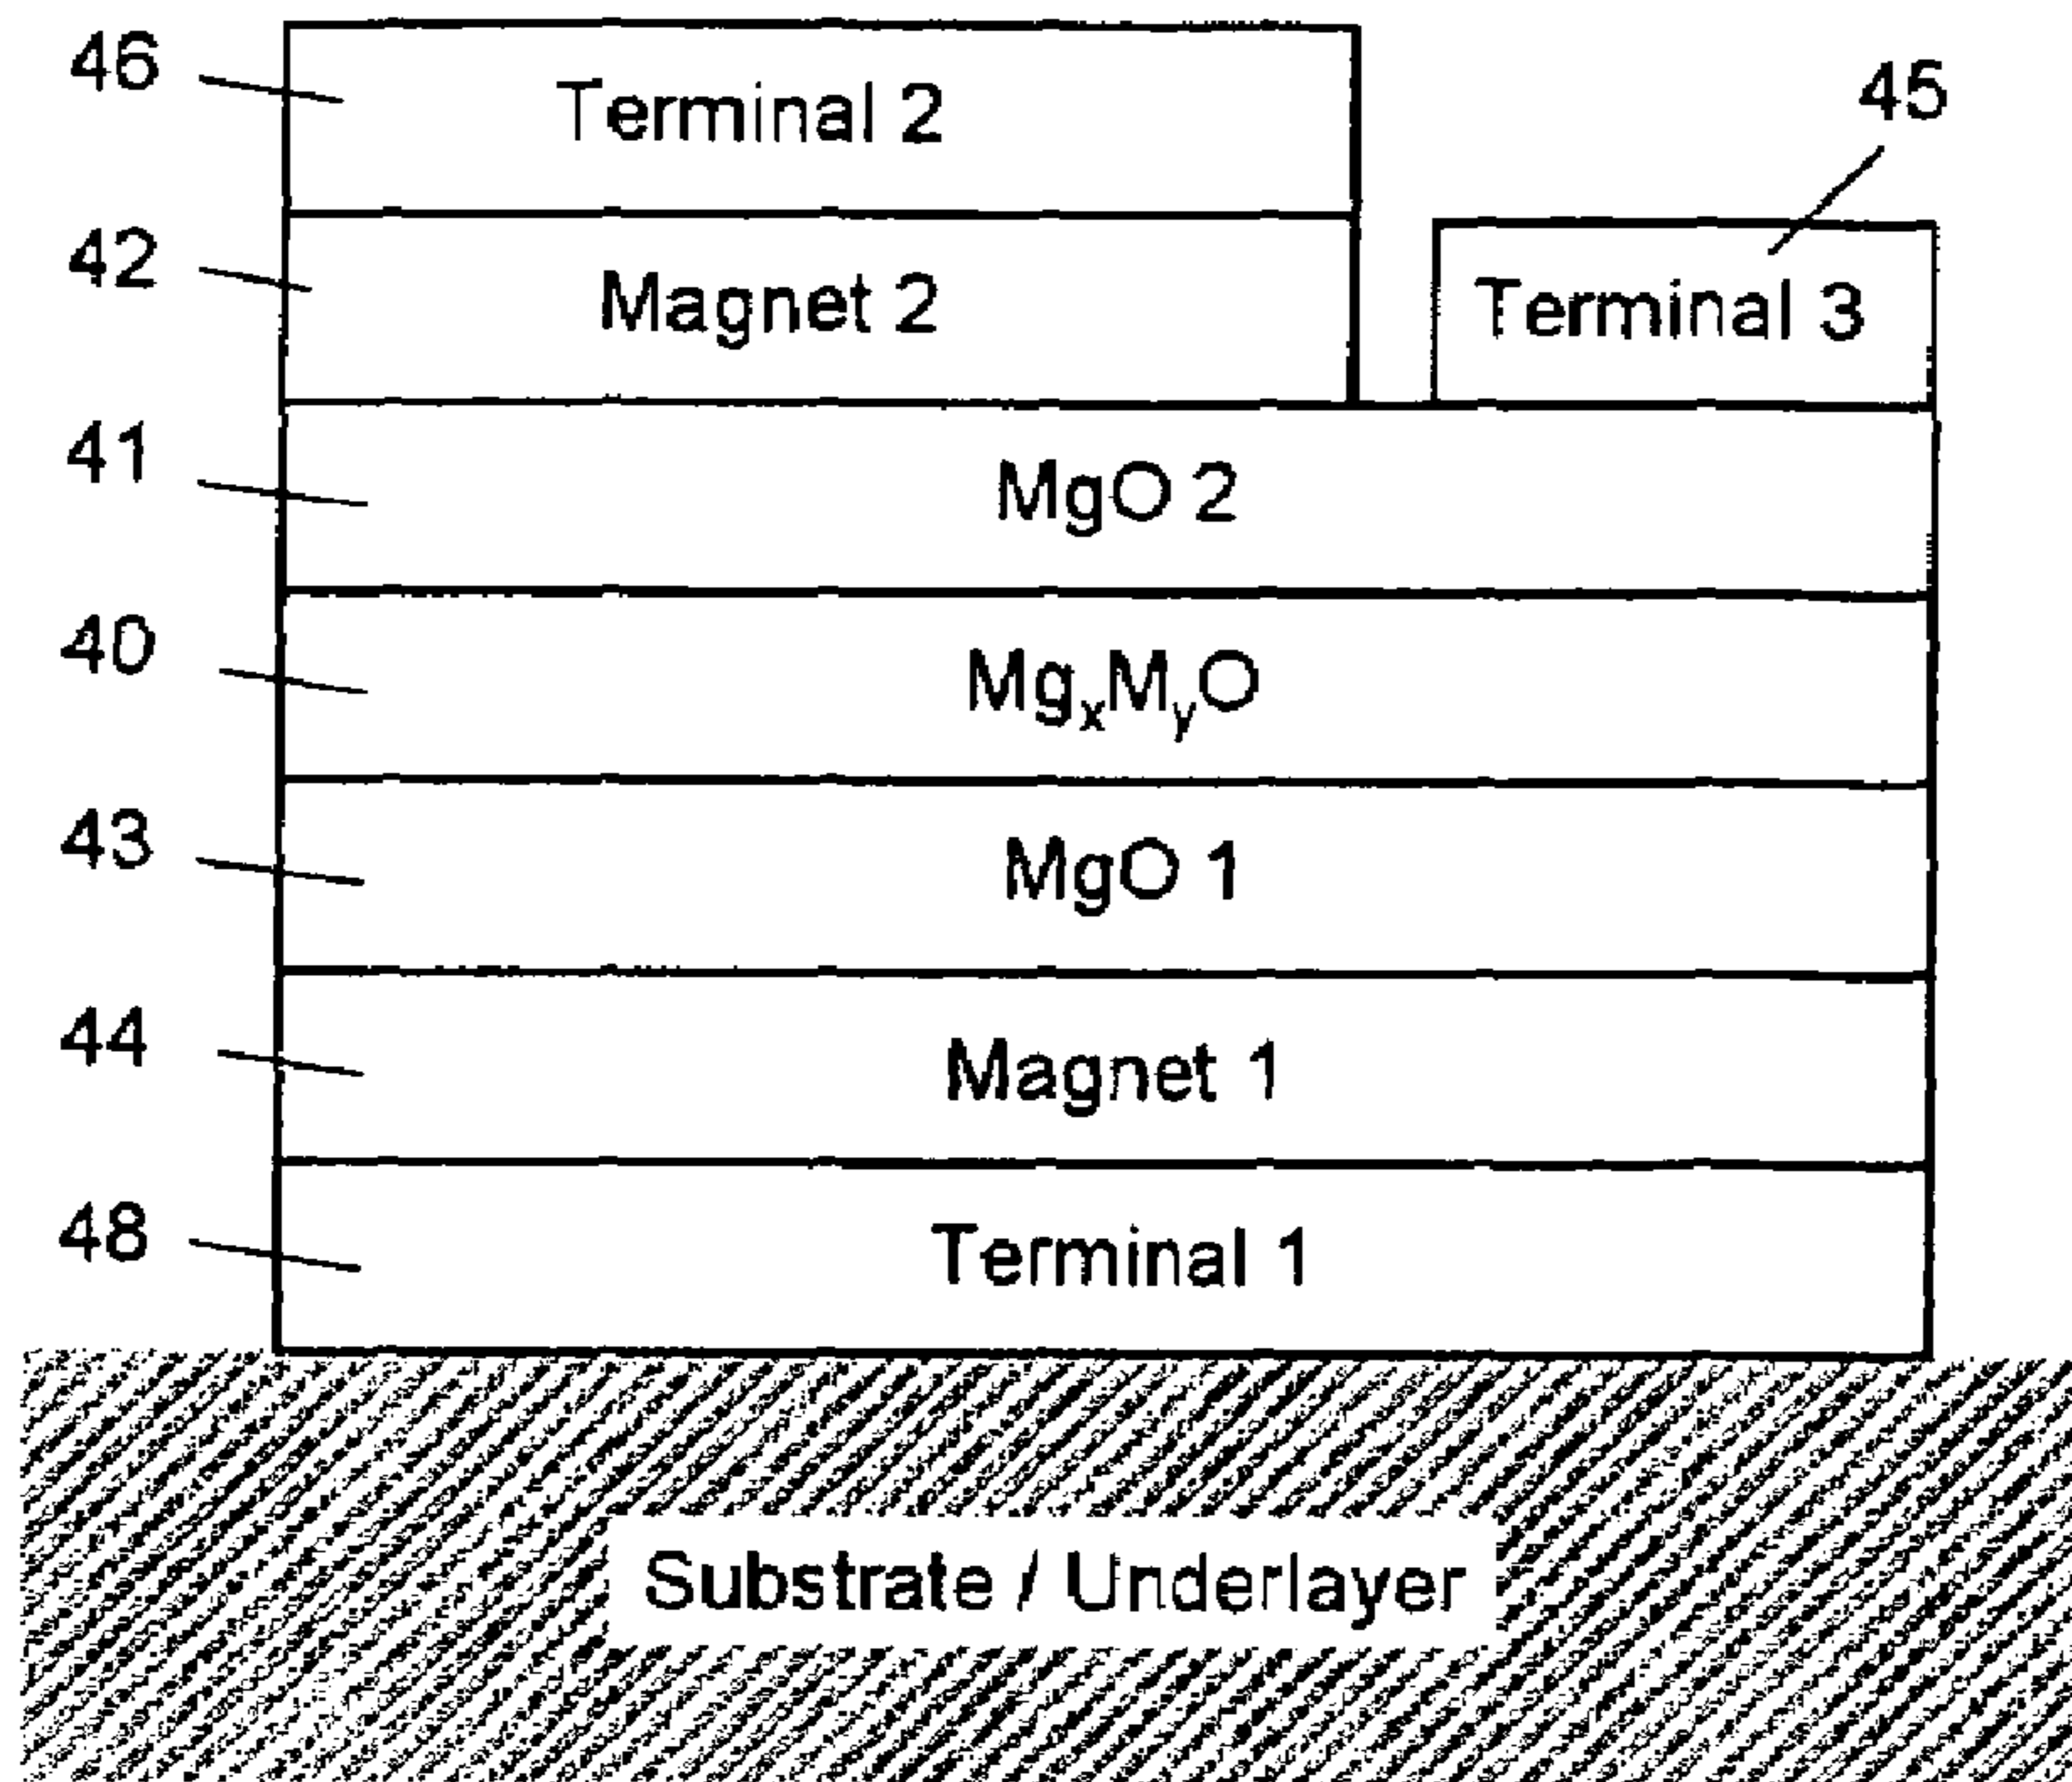 46
Terminal 2
45
42
Magnet 2
Terminal 3
41
MgO 2
40
MgₓMᵧO
43
MgO 1
44
Magnet 1
48
Terminal 1
Substrate / Underlayer